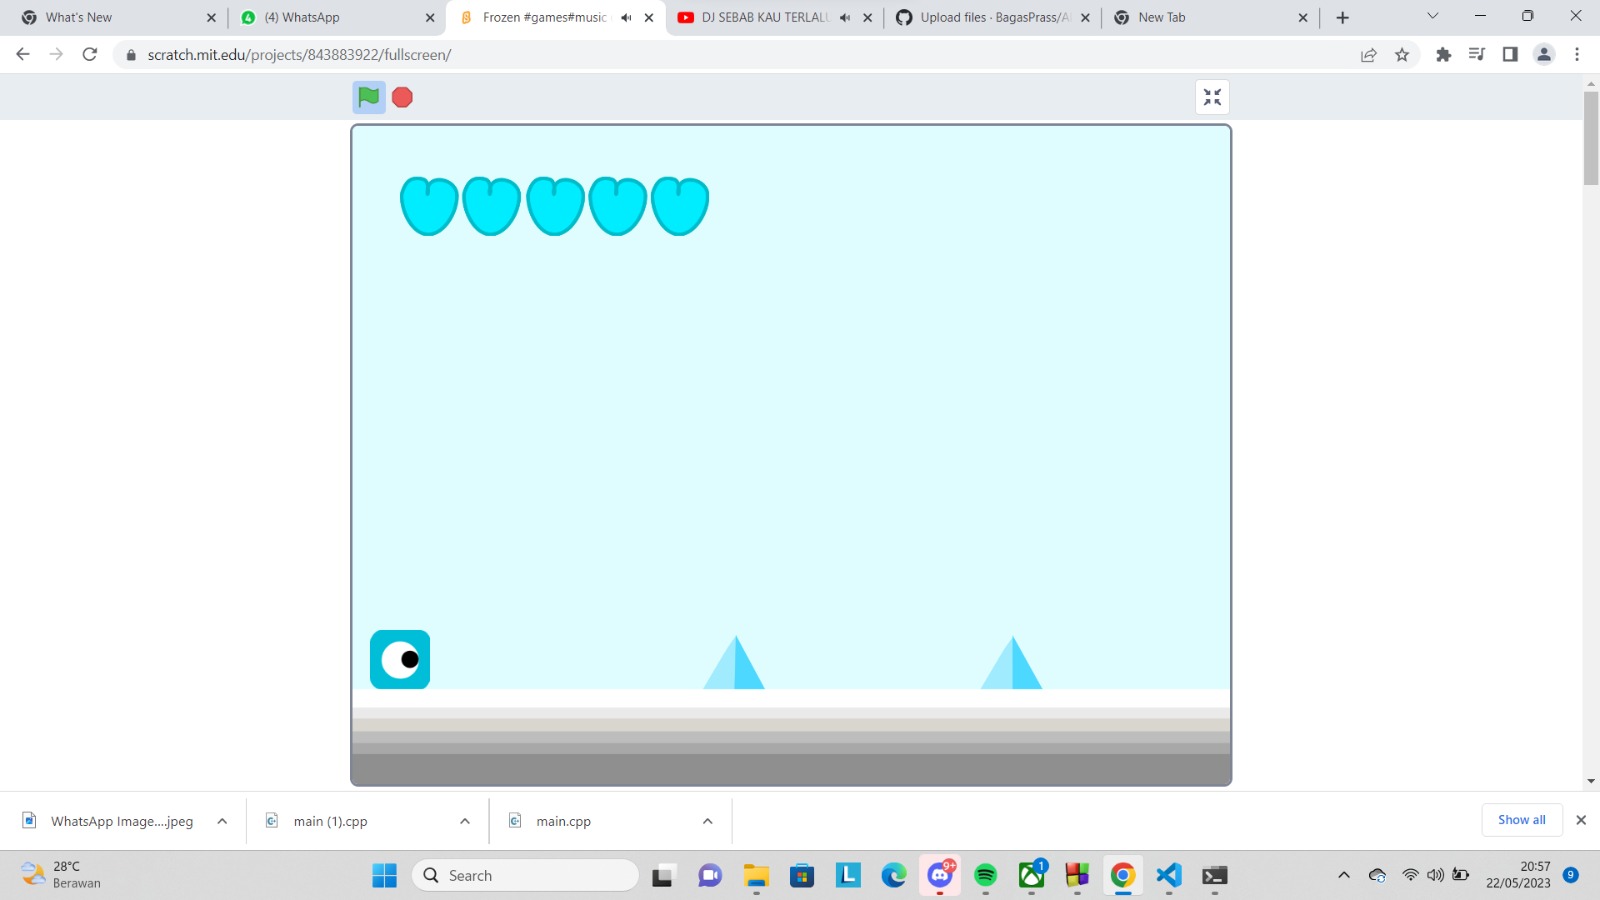 What's New
(4) WhatsApp
Frozen #games#music
DJ SEBAB KAU TERLALU
Upload files · BagasPrass/Al
New Tab
scratch.mit.edu/projects/843883922/fullscreen/
WhatsApp Image....jpeg
main (1).cpp
main.cpp
Show all
28°C
Berawan
Search
9+
1
20:57
22/05/2023
9